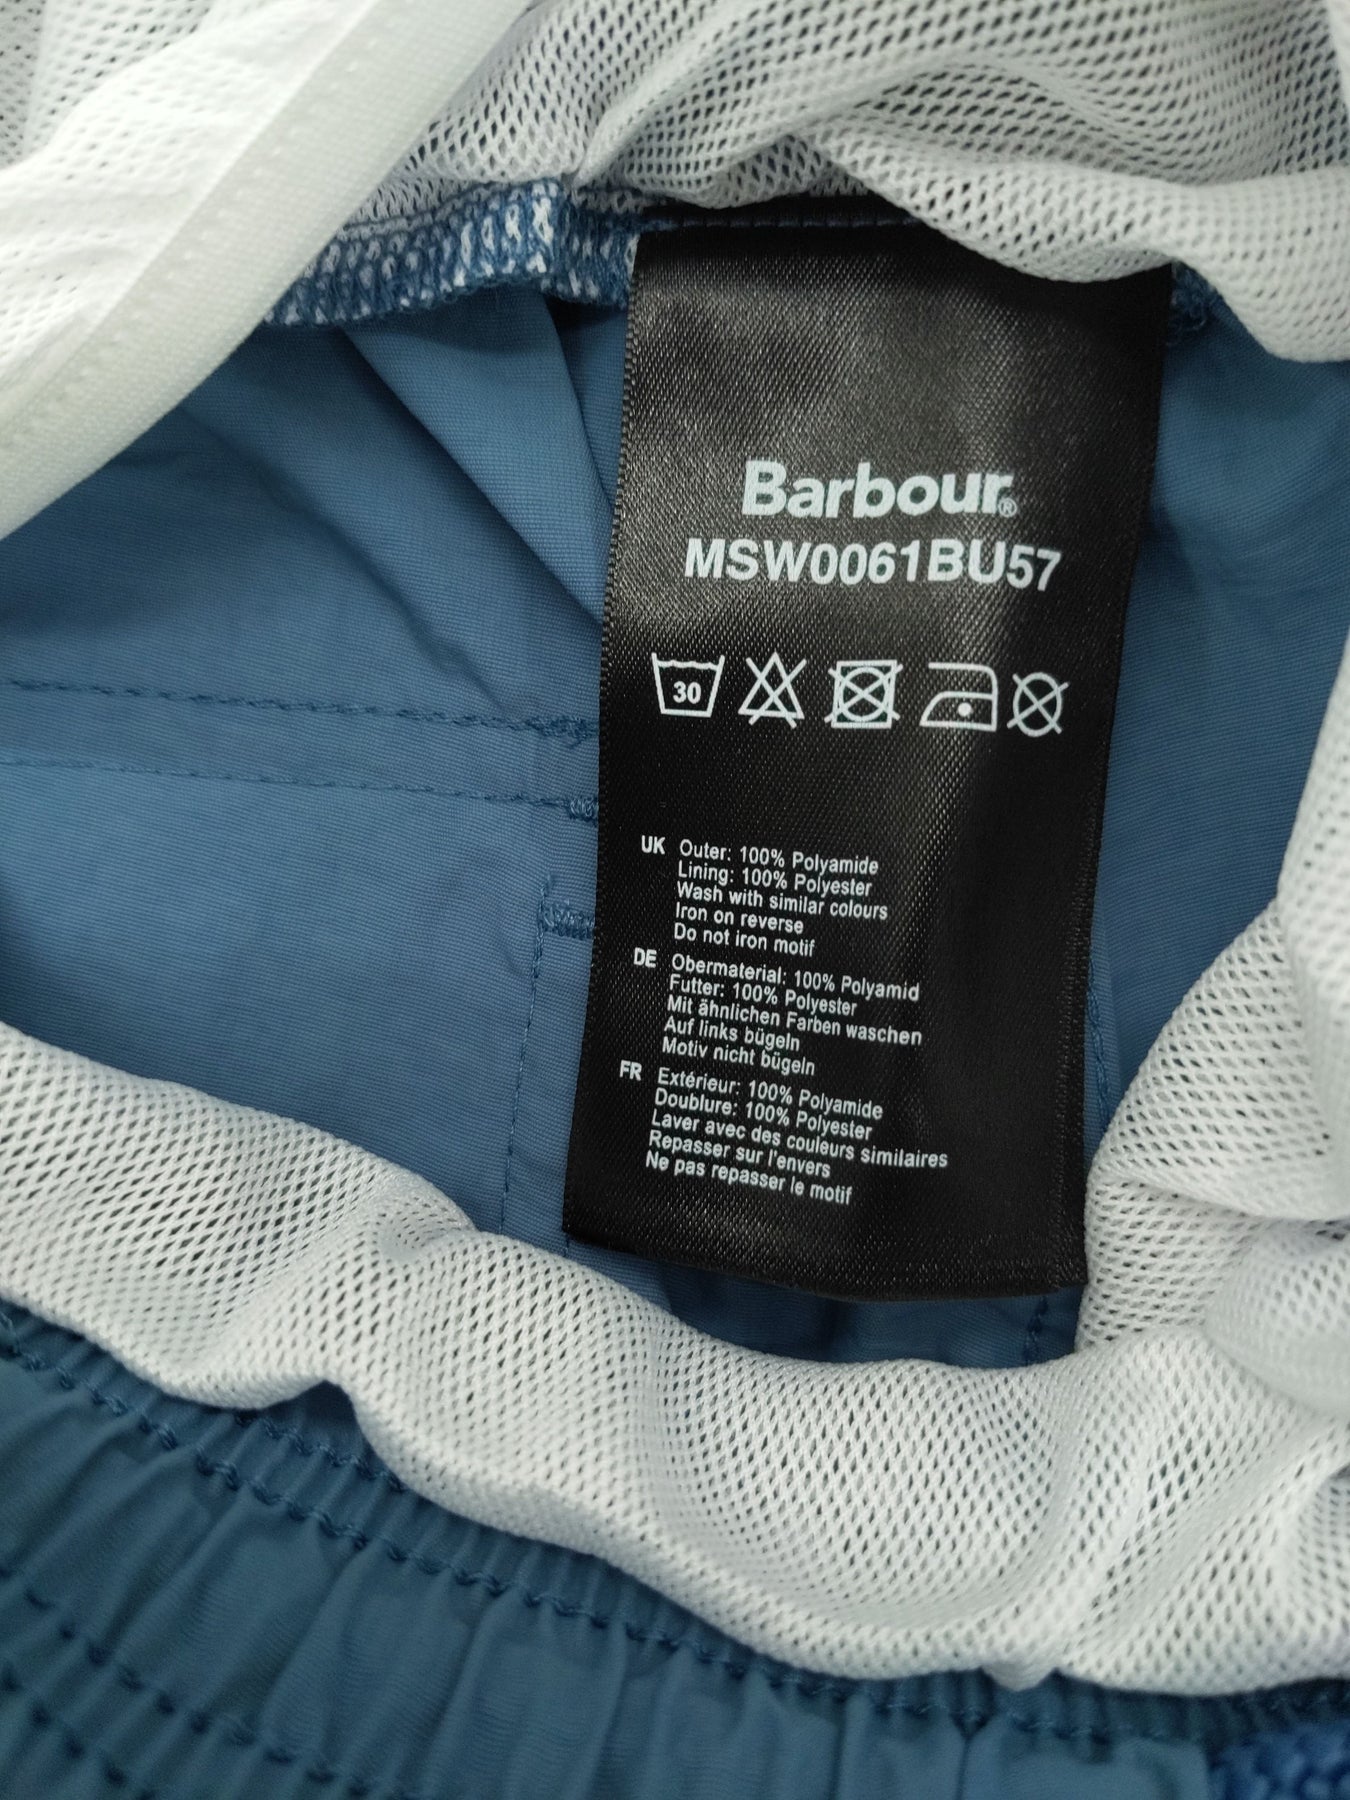 Barbour®
MSW0061BU57
30
UK Outer: 100% Polyamide
Lining: 100% Polyester
Wash with similar colours
Iron on reverse
Do not iron motif
DE Obermaterial: 100% Polyamid
Futter: 100% Polyester
Mit ähnlichen Farben waschen
Auf links bügeln
Motiv nicht bügeln
FR Extérieur: 100% Polyamide
Doublure: 100% Polyester
Laver avec des couleurs similaires
Repasser sur l'envers
Ne pas repasser le motif